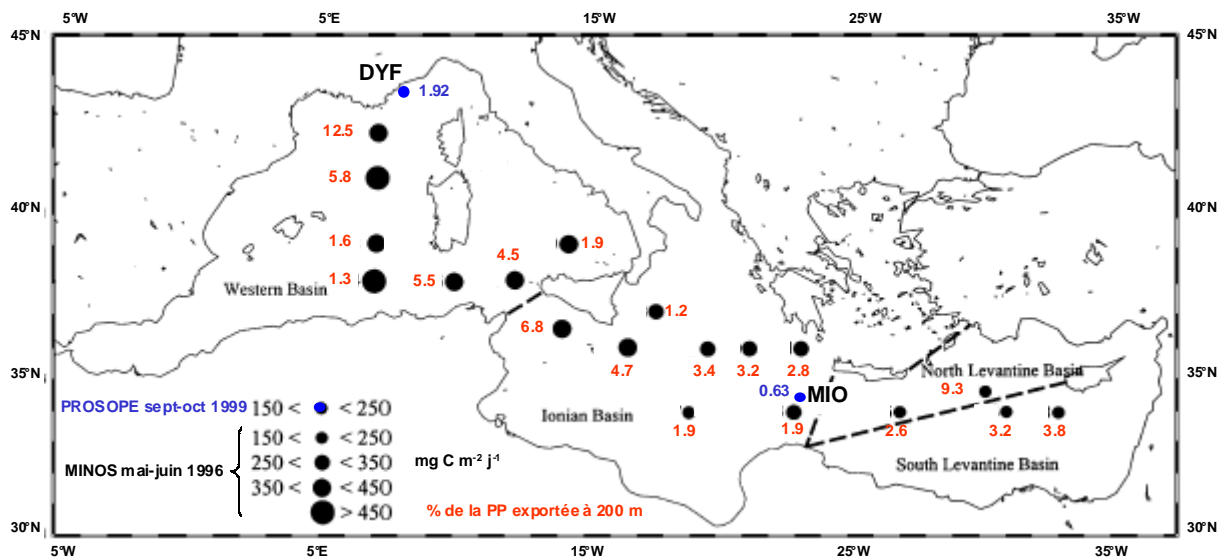 5°W 5°E 15°W 25°W 35°W
45°N 45°N
DYF
1.92
12.5
5.8
40°N 40°N
1.6 1.9
4.5
1.3 5.5
Western Basin
1.2
6.8
4.7 3.4 3.2 2.8
35°N 35°N
North Levantine Basin
9.3
0.63 MIO
PROSOPE sept-oct 1999 150 < < 250
Ionian Basin
1.9 1.9 2.6 3.2 3.8
150 < < 250
MINOS mai-juin 1996 250 < < 350 mg C m⁻² j⁻¹
South Levantine Basin
350 < < 450
> 450 % de la PP exportée à 200 m
30°N 30°N
5°W 5°E 15°W 25°W 35°W